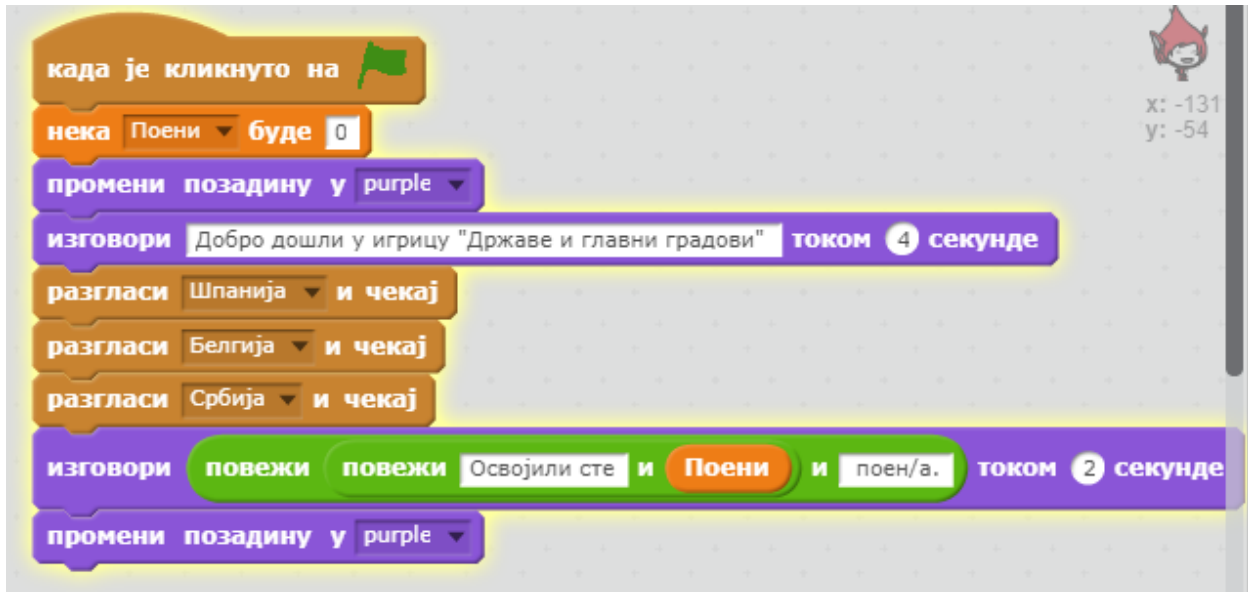 када је кликнуто на
нека Поени буде 0
промени позадину у purple
изговори Добро дошли у игрицу "Државе и главни градови" током 4 секунде
разгласи Шпанија и чекај
разгласи Белгија и чекај
разгласи Србија и чекај
изговори повежи повежи Освојили сте и Поени и поен/а. током 2 секунде
промени позадину у purple
x: -131
y: -54